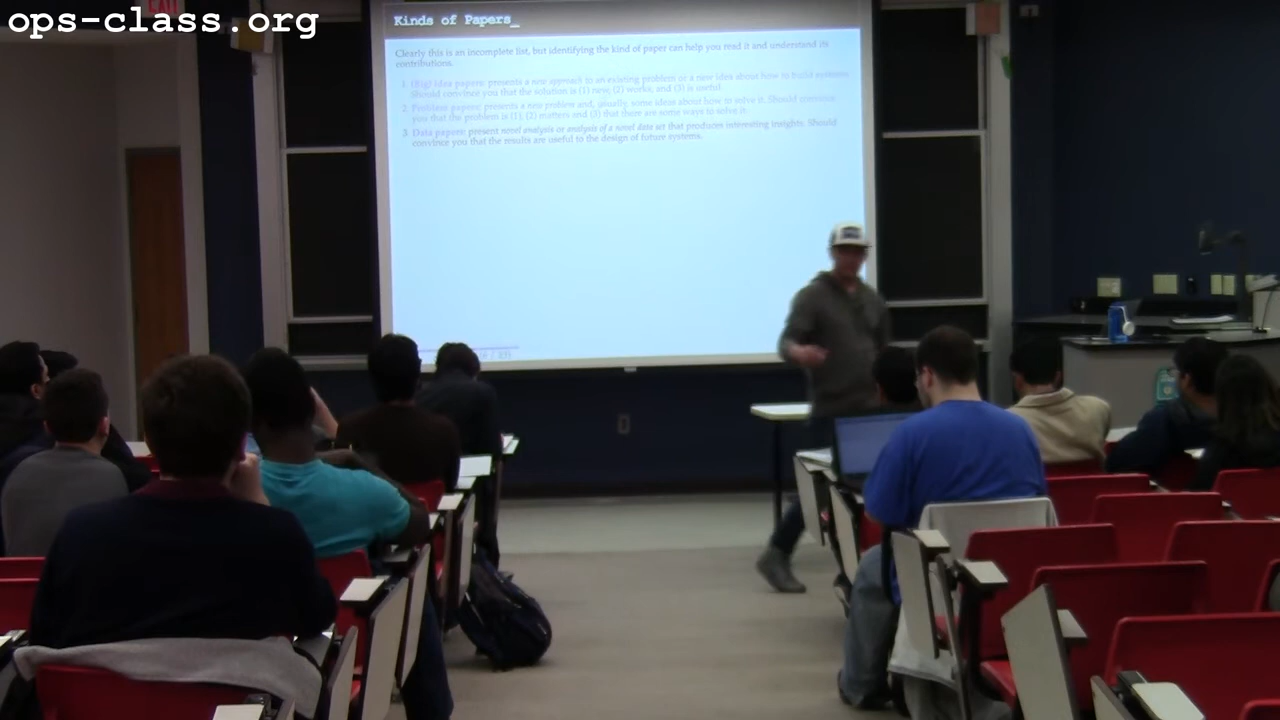 ops-class.org
EXIT
Kinds of Papers_
Clearly this is an incomplete list, but identifying the kind of paper can help you read it and understand its
contributions.
1. (Big) idea papers: presents a new approach to an existing problem or a new idea about how to build systems.
Should convince you that the solution is (1) new, (2) works, and (3) is useful.
2. Problem papers: presents a new problem and, usually, some ideas about how to solve it. Should convince
you that the problem is (1), (2) matters and (3) that there are some ways to solve it.
3. Data papers: present novel analysis or analysis of a novel data set that produces interesting insights. Should
convince you that the results are useful to the design of future systems.